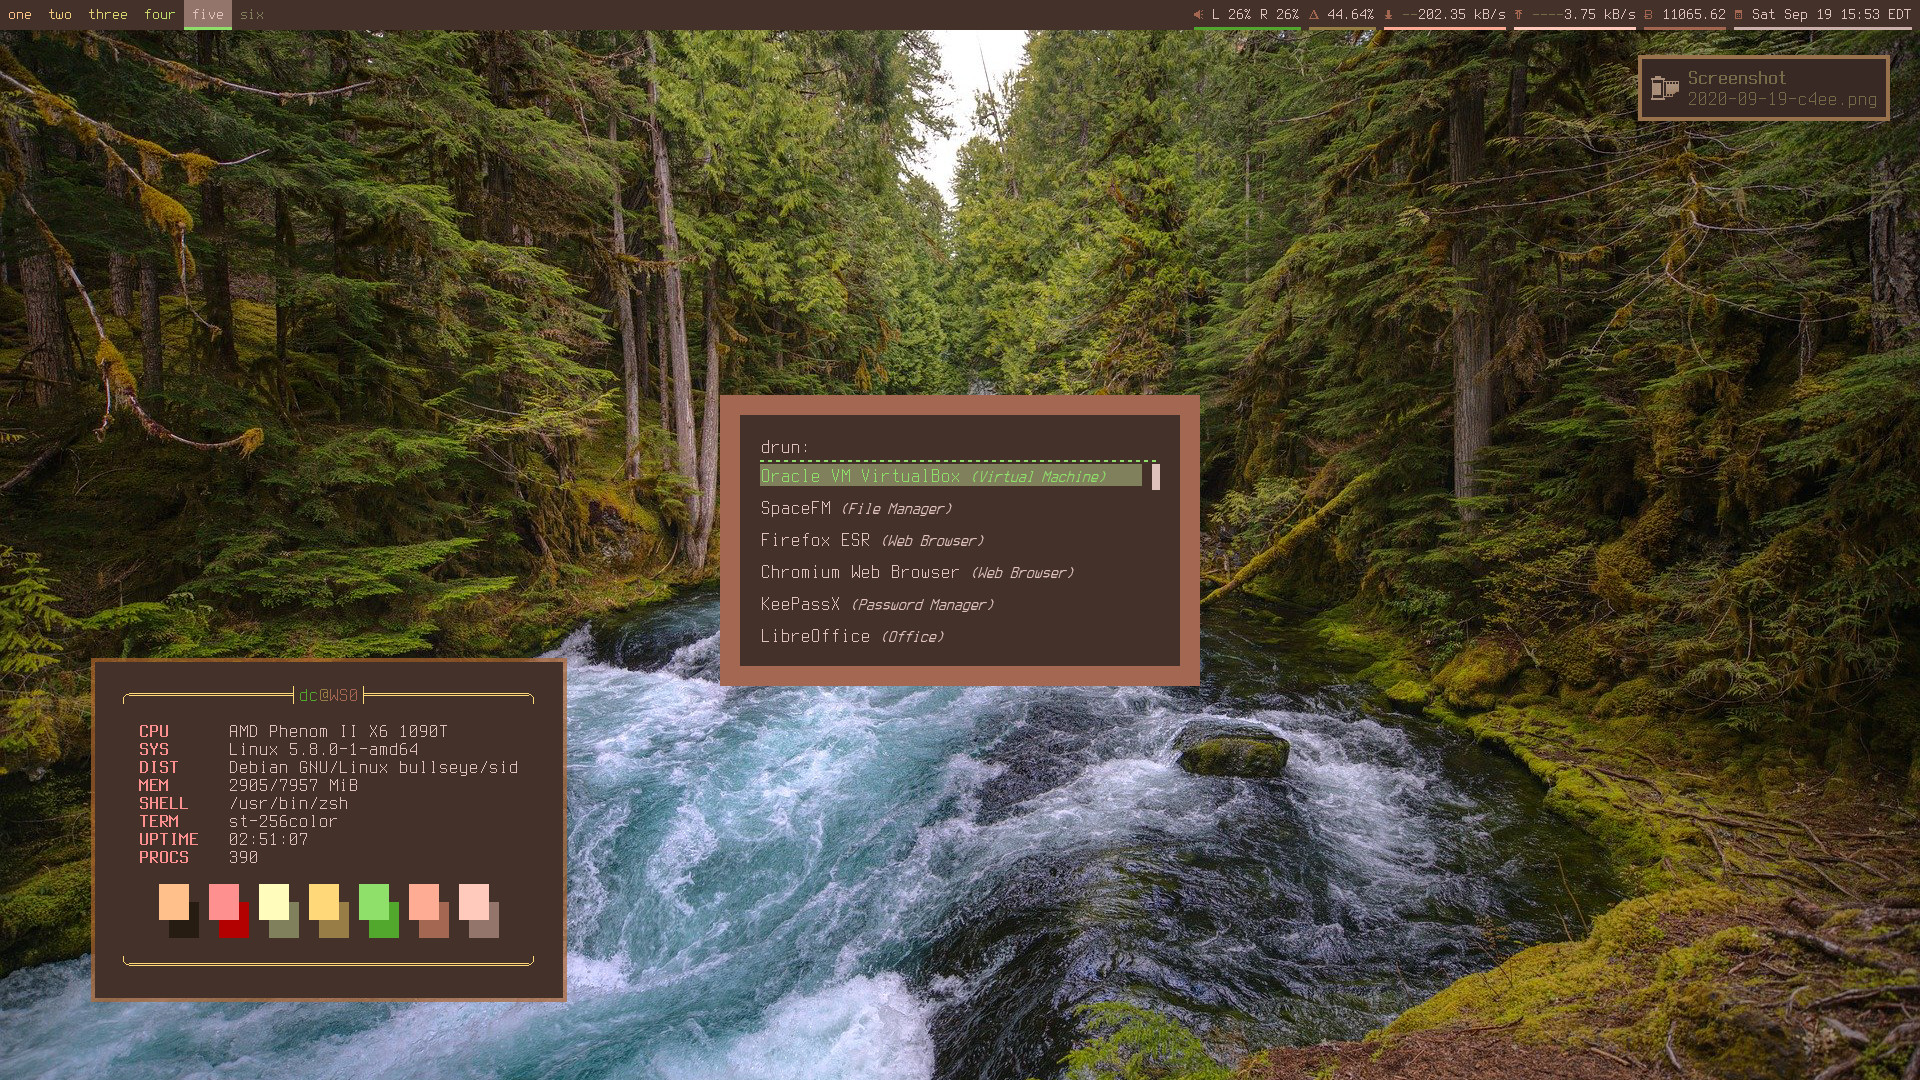 one two three four five six
L 26% R 26% 44.64% --202.35 kB/s ----3.75 kB/s 11065.62 Sat Sep 19 15:53 EDT
Screenshot
2020-09-19-c4ee.png
drun:
Oracle VM VirtualBox (Virtual Machine)
SpaceFM (File Manager)
Firefox ESR (Web Browser)
Chromium Web Browser (Web Browser)
KeePassX (Password Manager)
LibreOffice (Office)
dc@WS0
CPU AMD Phenom II X6 1090T
SYS Linux 5.8.0-1-amd64
DIST Debian GNU/Linux bullseye/sid
MEM 2905/7957 MiB
SHELL /usr/bin/zsh
TERM st-256color
UPTIME 02:51:07
PROCS 390